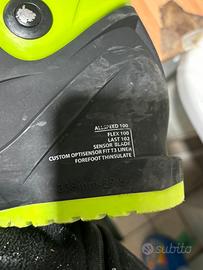 ALLSPEED 100
FLEX 100
LAST 102
SENSOR BLADE
CUSTOM OPTISENSOR FIT T3 LINER
FOREFOOT THINSULATE
subito